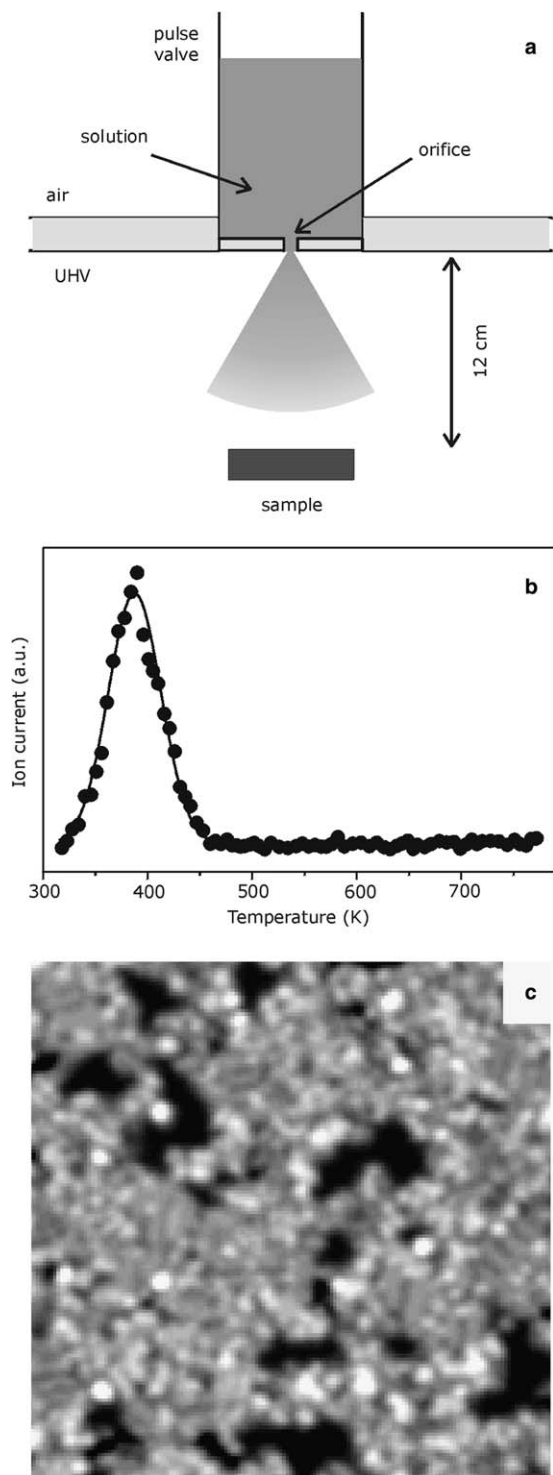 pulse
valve
a
solution
orifice
air
UHV
12 cm
sample
b
Ion current (a.u.)
300 400 500 600 700
Temperature (K)
c